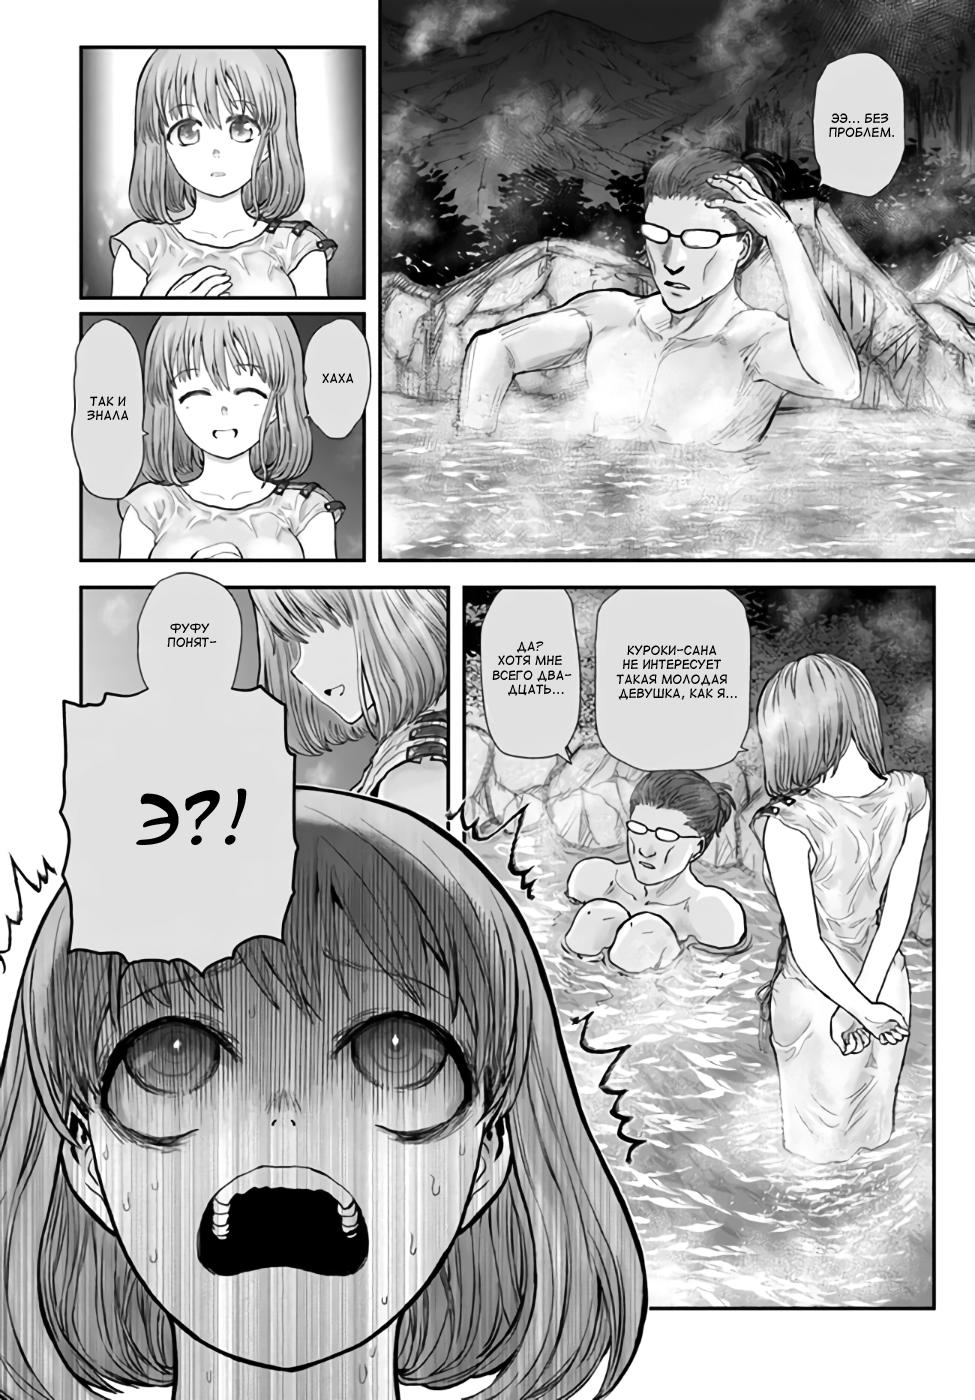 ЭЭ... БЕЗ
ПРОБЛЕМ.
ХАХА
ТАК И
ЗНАЛА
КУРОКИ-САНА
НЕ ИНТЕРЕСУЕТ
ТАКАЯ МОЛОДАЯ
ДЕВУШКА, КАК Я...
ДА?
ХОТЯ МНЕ
ВСЕГО ДВА-
ДЦАТЬ...
ФУФУ
ПОНЯТ-
Э?!